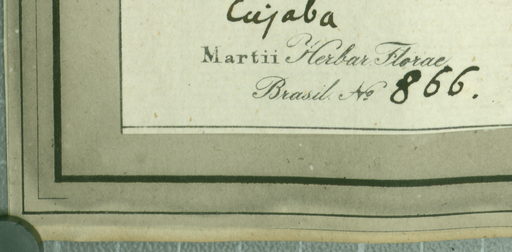 Cujaba
Martii Herbar. Florae
Brasil. No 866.